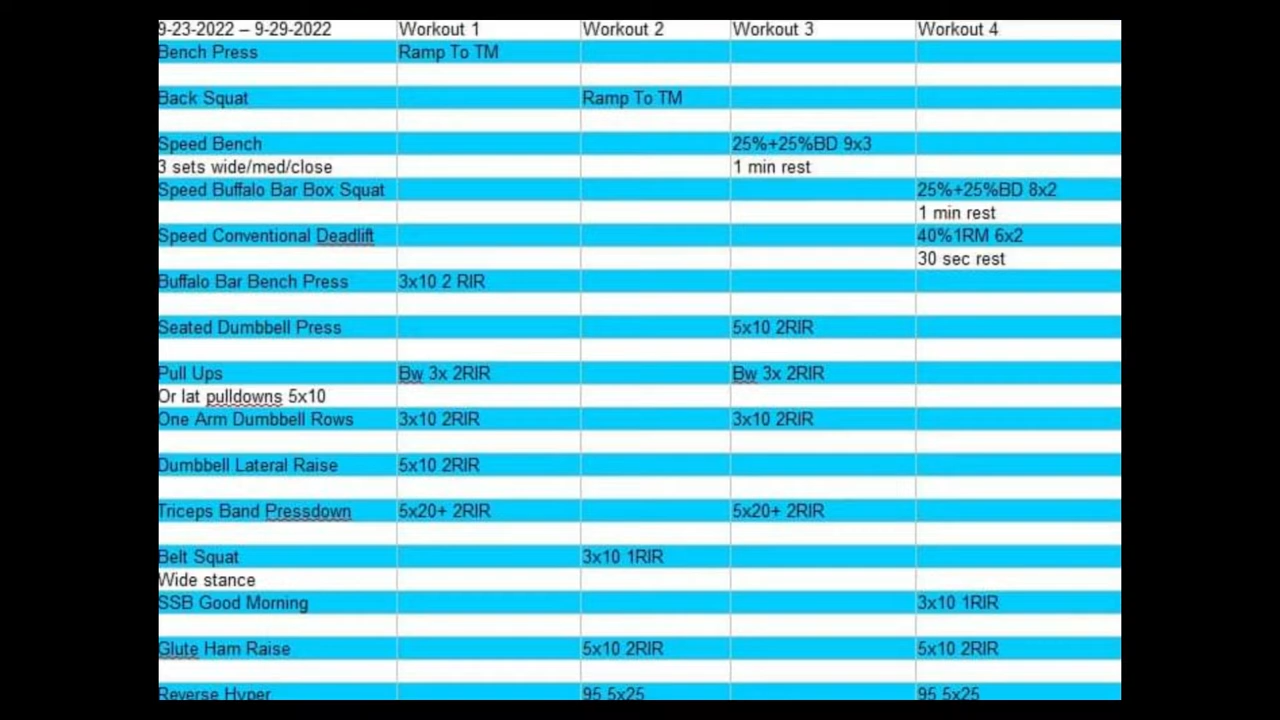 9-23-2022 – 9-29-2022 Workout 1 Workout 2 Workout 3 Workout 4
Bench Press Ramp To TM
Back Squat Ramp To TM
Speed Bench 25%+25%BD 9x3
3 sets wide/med/close 1 min rest
Speed Buffalo Bar Box Squat 25%+25%BD 8x2
1 min rest
Speed Conventional Deadlift 40%1RM 6x2
30 sec rest
Buffalo Bar Bench Press 3x10 2 RIR
Seated Dumbbell Press 5x10 2RIR
Pull Ups Bw 3x 2RIR Bw 3x 2RIR
Or lat pulldowns 5x10
One Arm Dumbbell Rows 3x10 2RIR 3x10 2RIR
Dumbbell Lateral Raise 5x10 2RIR
Triceps Band Pressdown 5x20+ 2RIR 5x20+ 2RIR
Belt Squat 3x10 1RIR
Wide stance
SSB Good Morning 3x10 1RIR
Glute Ham Raise 5x10 2RIR 5x10 2RIR
Reverse Hyper 95 5x25 95 5x25